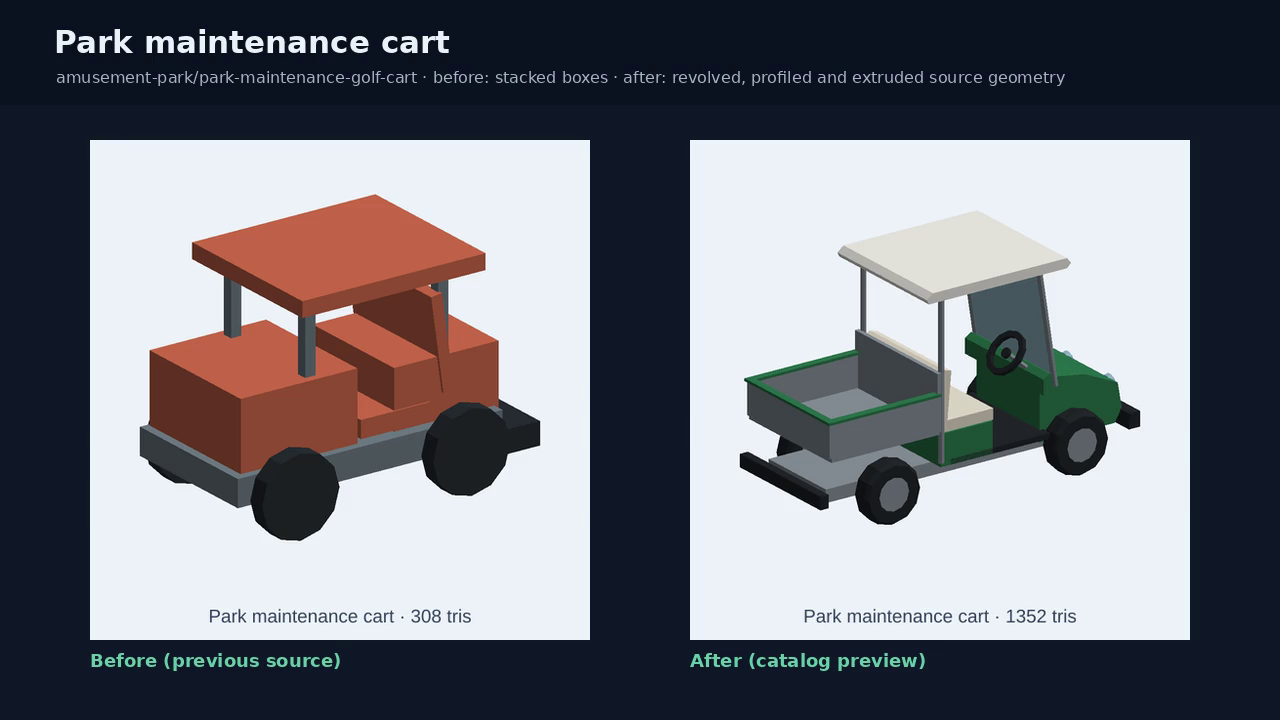 Park maintenance cart
amusement-park/park-maintenance-golf-cart · before: stacked boxes · after: revolved, profiled and extruded source geometry
Park maintenance cart · 308 tris
Park maintenance cart · 1352 tris
Before (previous source)
After (catalog preview)